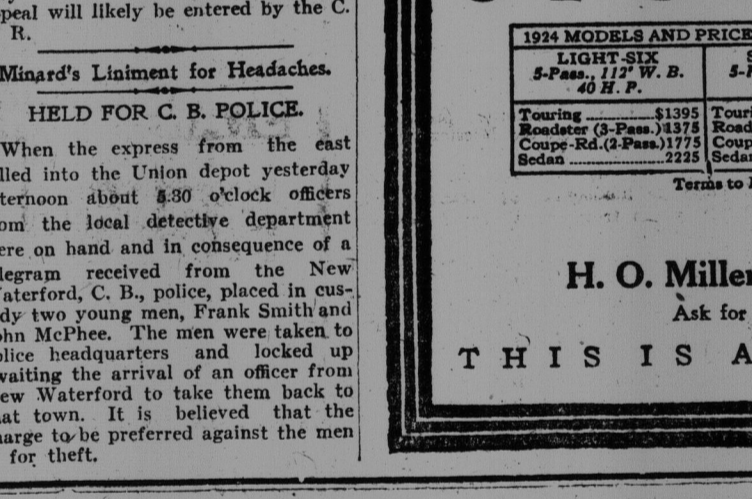 peal will likely be entered by the C.
R.
Minard's Liniment for Headaches.
HELD FOR C. B. POLICE.
When the express from the east
lled into the Union depot yesterday
ternoon about 5.30 o'clock officers
om the local detective department
ere on hand and in consequence of a
legram received from the New
aterford, C. B., police, placed in cus-
dy two young men, Frank Smith and
ohn McPhee. The men were taken to
olice headquarters and locked up
waiting the arrival of an officer from
ew Waterford to take them back to
at town. It is believed that the
harge to be preferred against the men
for theft.
1924 MODELS AND PRICE
LIGHT-SIX
5-Pass., 112" W. B.
40 H. P.
Touring ............$1395
Roadster (3-Pass.) 1375
Coupe-Rd.(2-Pass.)1775
Sedan ..................2225
5-
Touri
Road
Coup
Sedan
Terms to
H. O. Miller
Ask for
THIS IS A